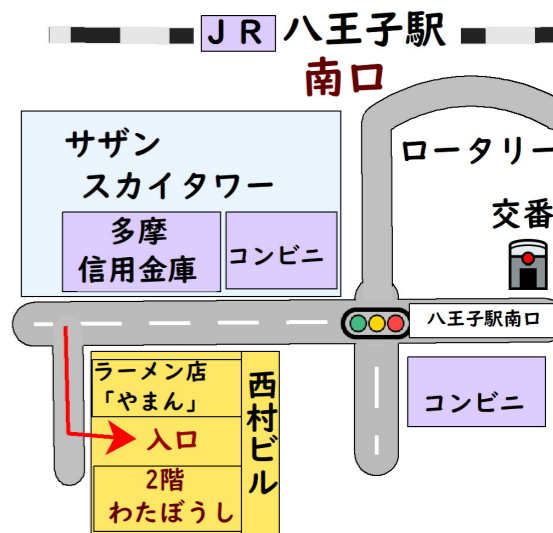 ＪＲ 八王子駅
南口
サザン
スカイタワー
ロータリー
多摩
信用金庫
コンビニ
交番
八王子駅南口
ラーメン店
「やまん」
入口
2階
わたぼうし
西村ビル
コンビニ